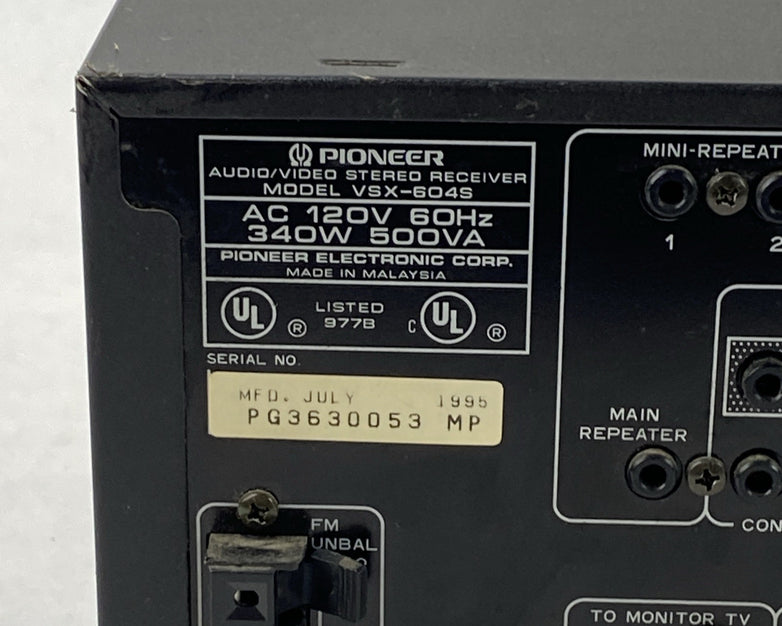 PIONEER
AUDIO/VIDEO STEREO RECEIVER
MODEL VSX-604S
AC 120V 60Hz
340W 500VA
PIONEER ELECTRONIC CORP.
MADE IN MALAYSIA
UL ® LISTED 977B C UL ®
SERIAL NO.
MFD. JULY 1995
PG3630053 MP
MINI-REPEAT
1 2
MAIN
REPEATER
CON
FM
UNBAL
TO MONITOR TV